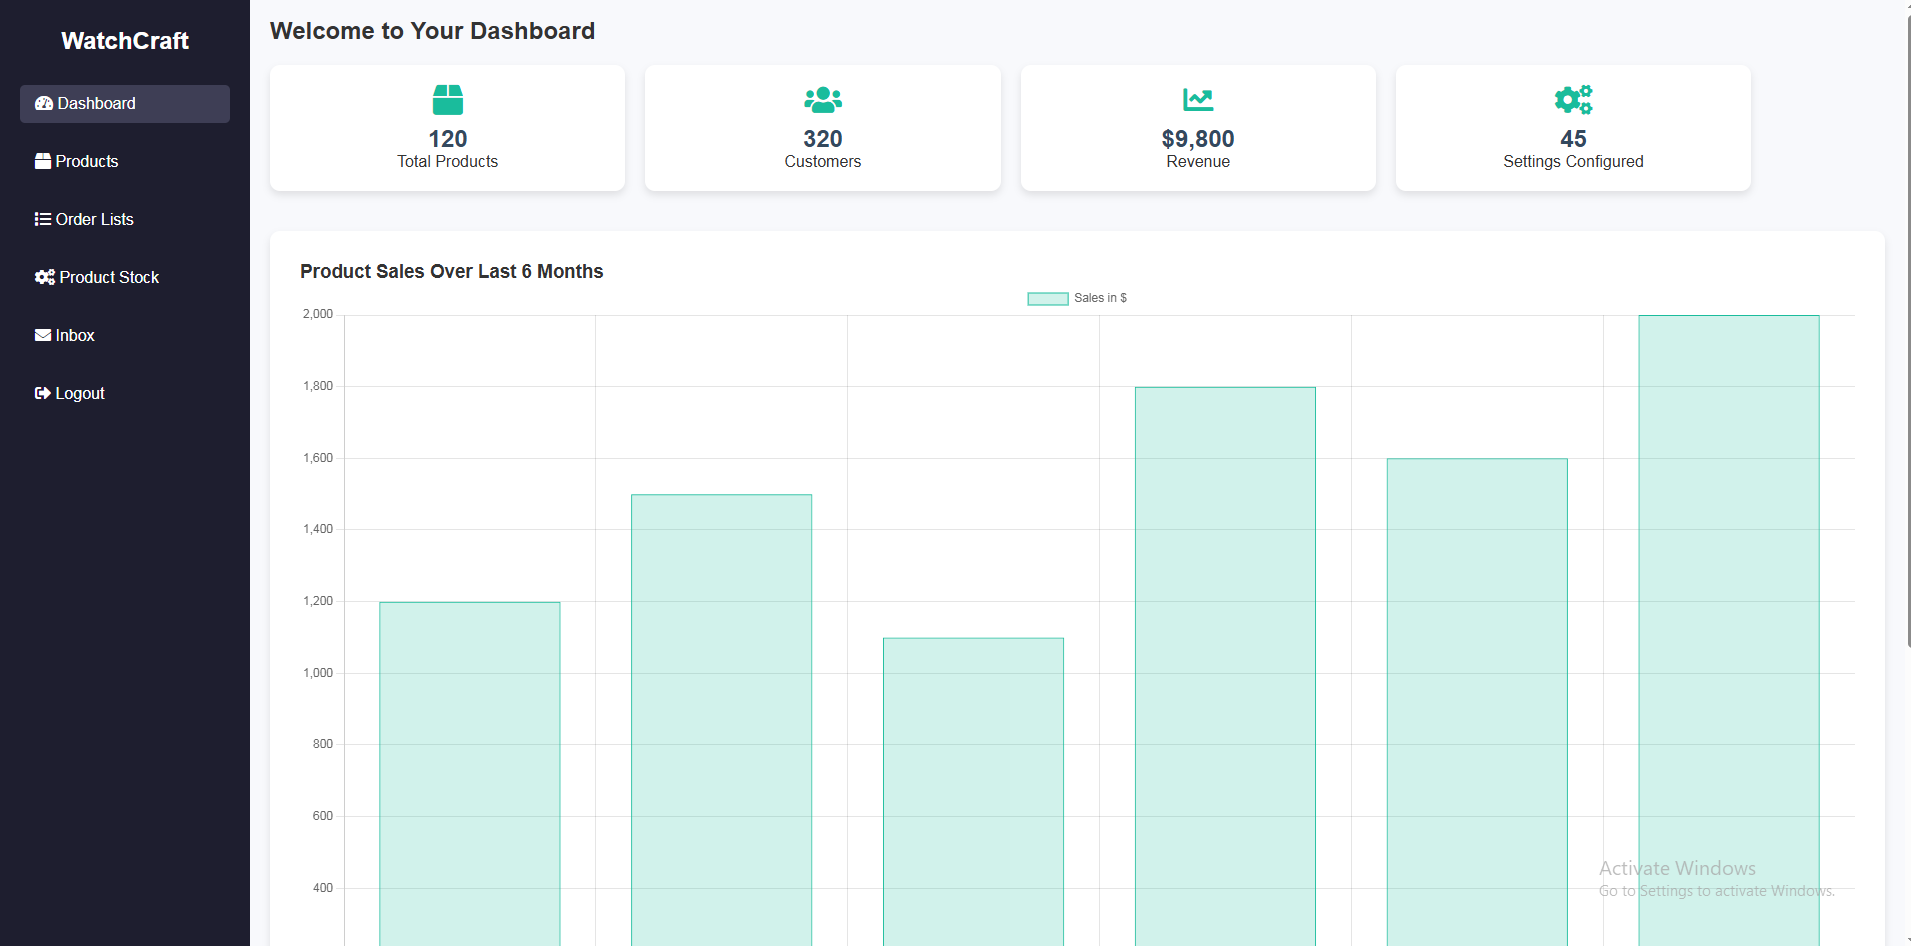 WatchCraft
Dashboard
Products
Order Lists
Product Stock
Inbox
Logout
Welcome to Your Dashboard
120
Total Products
320
Customers
$9,800
Revenue
45
Settings Configured
Product Sales Over Last 6 Months
Sales in $
2,000
1,800
1,600
1,400
1,200
1,000
800
600
400
Activate Windows
Go to Settings to activate Windows.